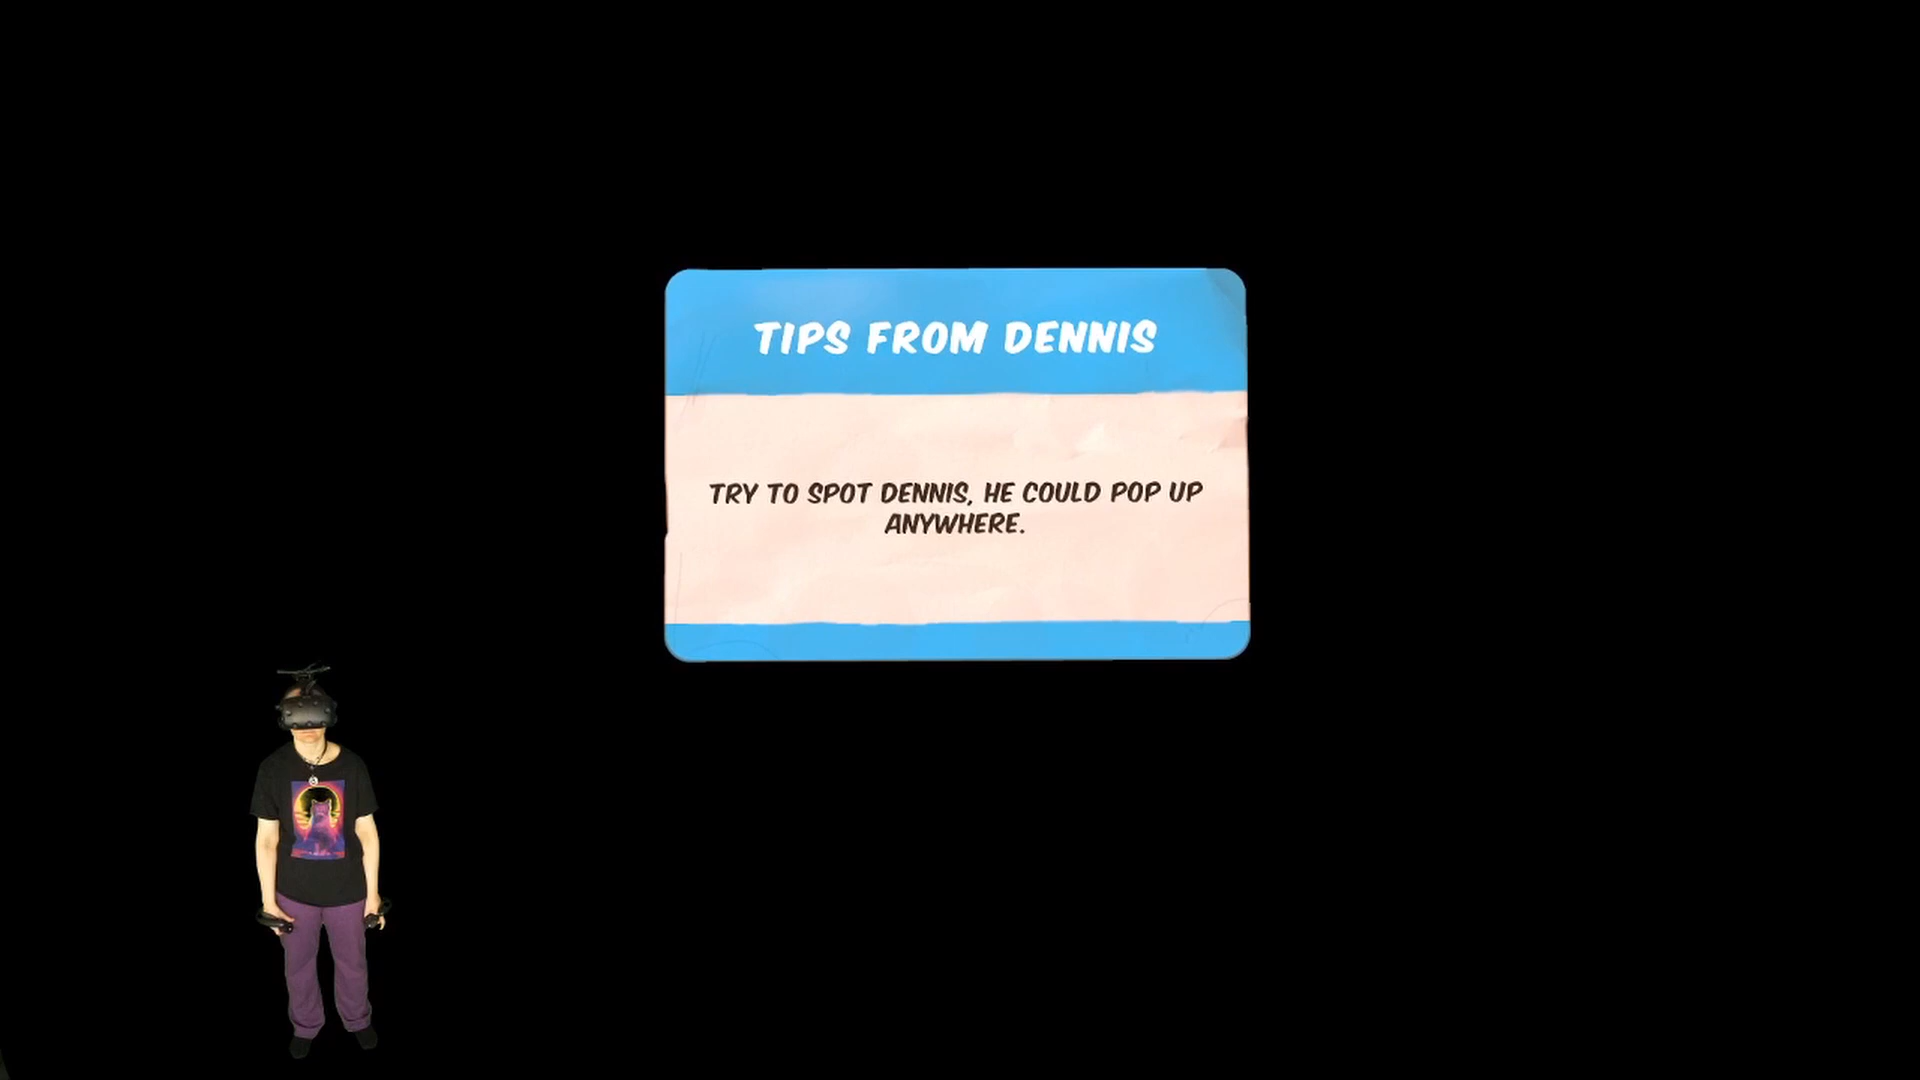 TIPS FROM DENNIS
TRY TO SPOT DENNIS, HE COULD POP UP
ANYWHERE.